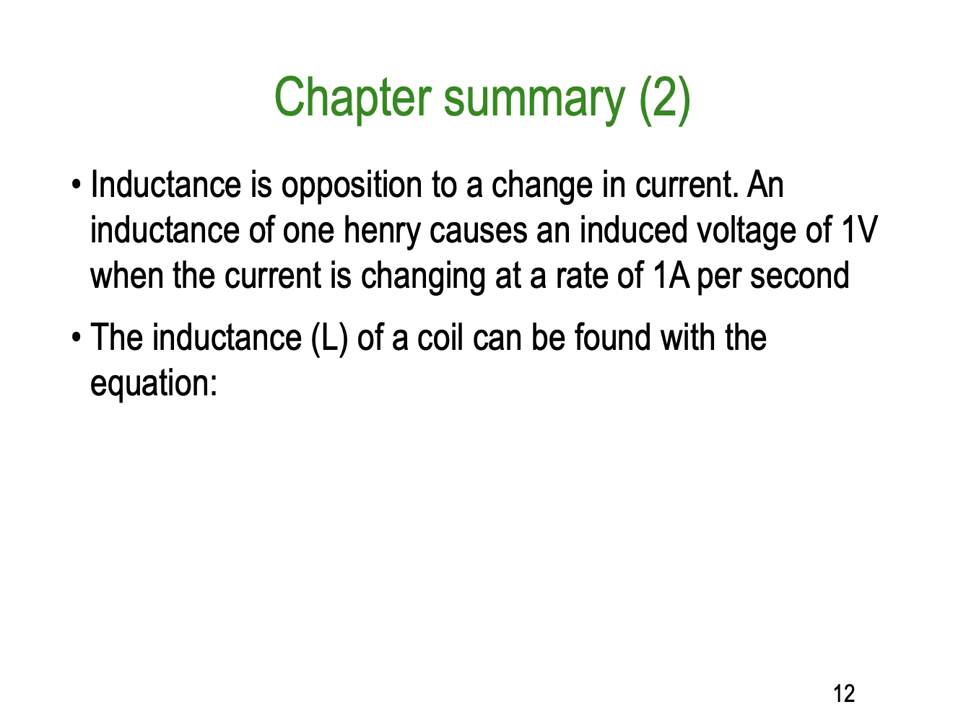 Chapter summary (2)
• Inductance is opposition to a change in current. An
inductance of one henry causes an induced voltage of 1V
when the current is changing at a rate of 1A per second
• The inductance (L) of a coil can be found with the
equation:
12